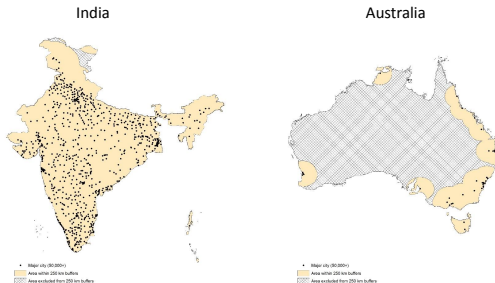 India
Australia
Major city (50,000+)
Area within 250 km buffers
Area excluded from 250 km buffers
Major city (50,000+)
Area within 250 km buffers
Area excluded from 250 km buffers